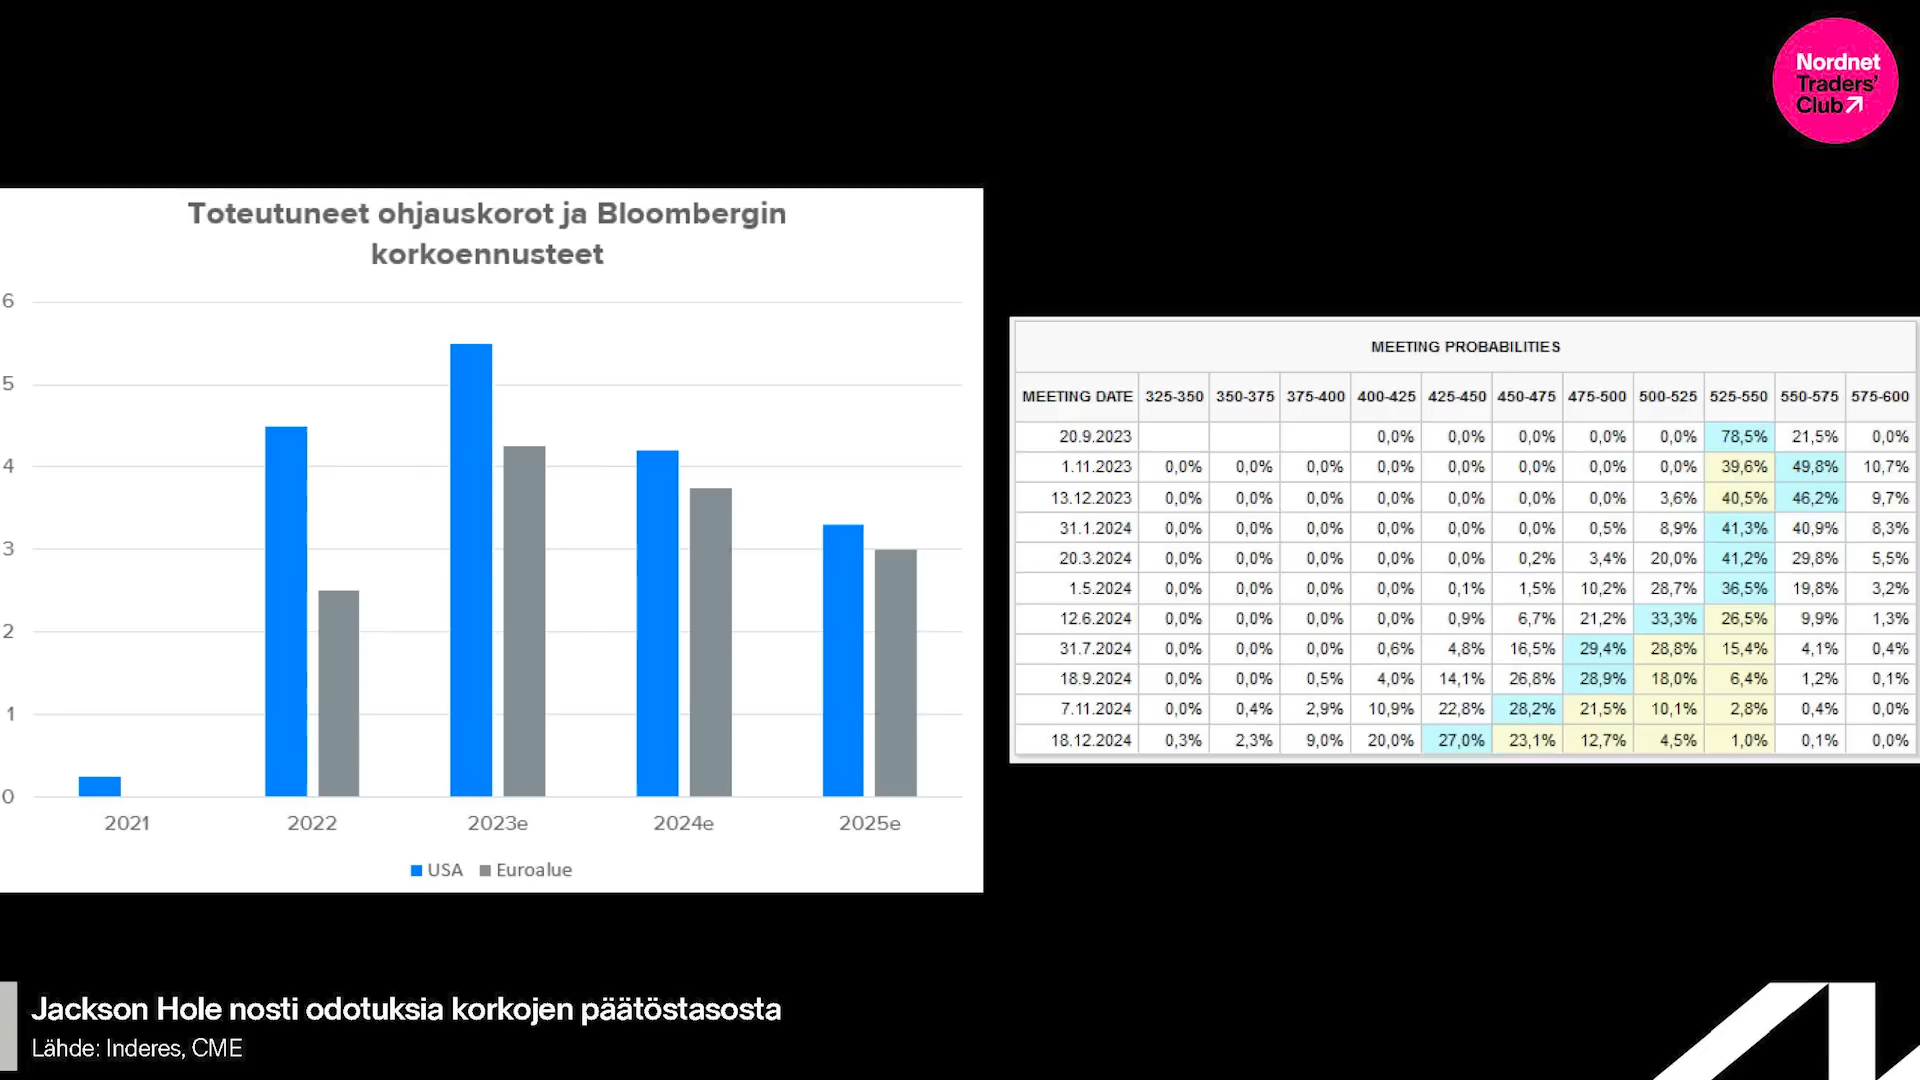 Nordnet
Traders'
Club
Toteutuneet ohjauskorot ja Bloombergin
korkoennusteet
6
5
4
3
2
1
0
2021 2022 2023e 2024e 2025e
USA Euroalue
MEETING PROBABILITIES
MEETING DATE 325-350 350-375 375-400 400-425 425-450 450-475 475-500 500-525 525-550 550-575 575-600
20.9.2023 0,0% 0,0% 0,0% 0,0% 0,0% 78,5% 21,5% 0,0%
1.11.2023 0,0% 0,0% 0,0% 0,0% 0,0% 0,0% 0,0% 0,0% 39,6% 49,8% 10,7%
13.12.2023 0,0% 0,0% 0,0% 0,0% 0,0% 0,0% 0,0% 3,6% 40,5% 46,2% 9,7%
31.1.2024 0,0% 0,0% 0,0% 0,0% 0,0% 0,0% 0,5% 8,9% 41,3% 40,9% 8,3%
20.3.2024 0,0% 0,0% 0,0% 0,0% 0,0% 0,2% 3,4% 20,0% 41,2% 29,8% 5,5%
1.5.2024 0,0% 0,0% 0,0% 0,0% 0,1% 1,5% 10,2% 28,7% 36,5% 19,8% 3,2%
12.6.2024 0,0% 0,0% 0,0% 0,0% 0,9% 6,7% 21,2% 33,3% 26,5% 9,9% 1,3%
31.7.2024 0,0% 0,0% 0,0% 0,6% 4,8% 16,5% 29,4% 28,8% 15,4% 4,1% 0,4%
18.9.2024 0,0% 0,0% 0,5% 4,0% 14,1% 26,8% 28,9% 18,0% 6,4% 1,2% 0,1%
7.11.2024 0,0% 0,4% 2,9% 10,9% 22,8% 28,2% 21,5% 10,1% 2,8% 0,4% 0,0%
18.12.2024 0,3% 2,3% 9,0% 20,0% 27,0% 23,1% 12,7% 4,5% 1,0% 0,1% 0,0%
Jackson Hole nosti odotuksia korkojen päätöstasosta
Lähde: Inderes, CME